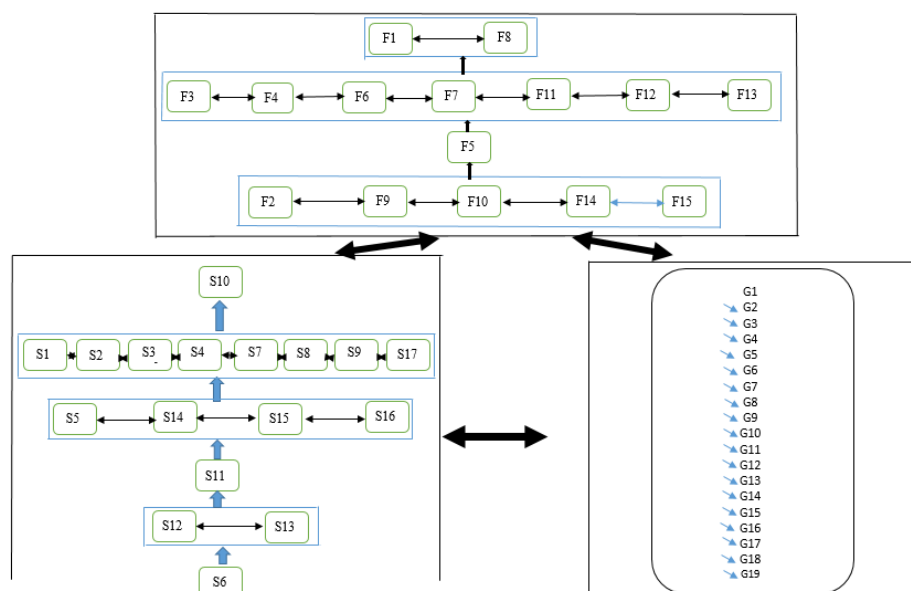 F1 F8
F3 F4 F6 F7 F11 F12 F13
F5
F2 F9 F10 F14 F15
S10
S1 S2 S3 S4 S7 S8 S9 S17
S5 S14 S15 S16
S11
S12 S13
S6
G1
G2
G3
G4
G5
G6
G7
G8
G9
G10
G11
G12
G13
G14
G15
G16
G17
G18
G19